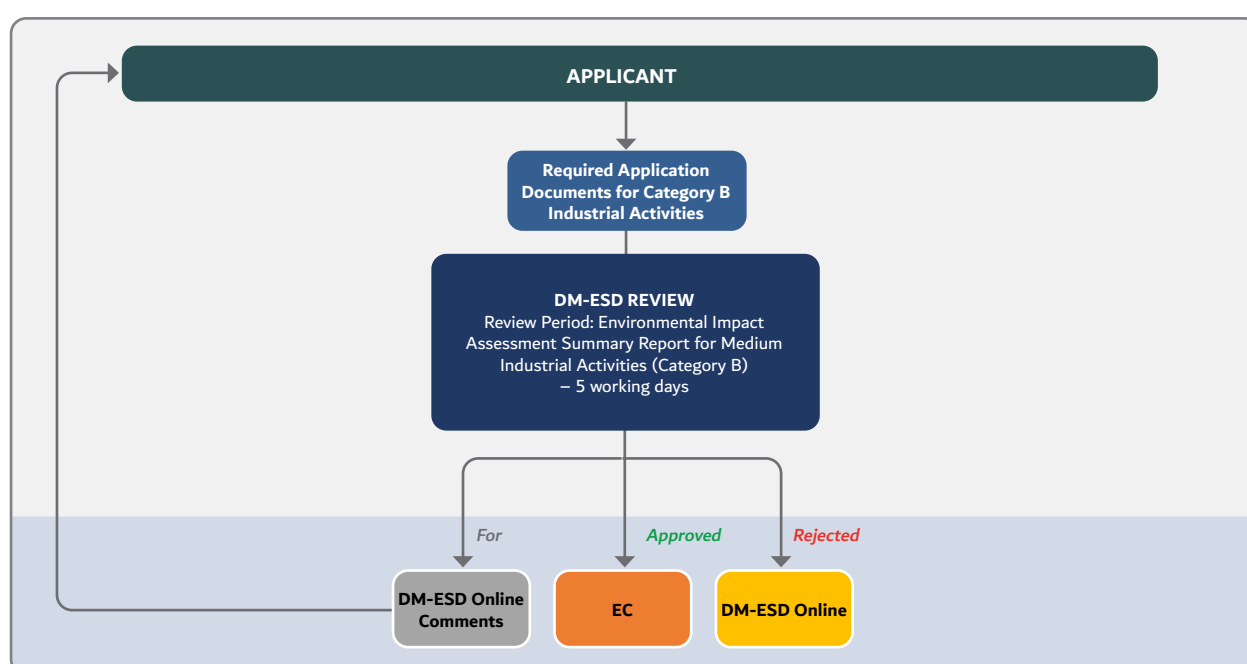 APPLICANT
Required Application
Documents for Category B
Industrial Activities
DM-ESD REVIEW
Review Period: Environmental Impact
Assessment Summary Report for Medium
Industrial Activities (Category B)
– 5 working days
For
Approved
Rejected
DM-ESD Online
Comments
EC
DM-ESD Online